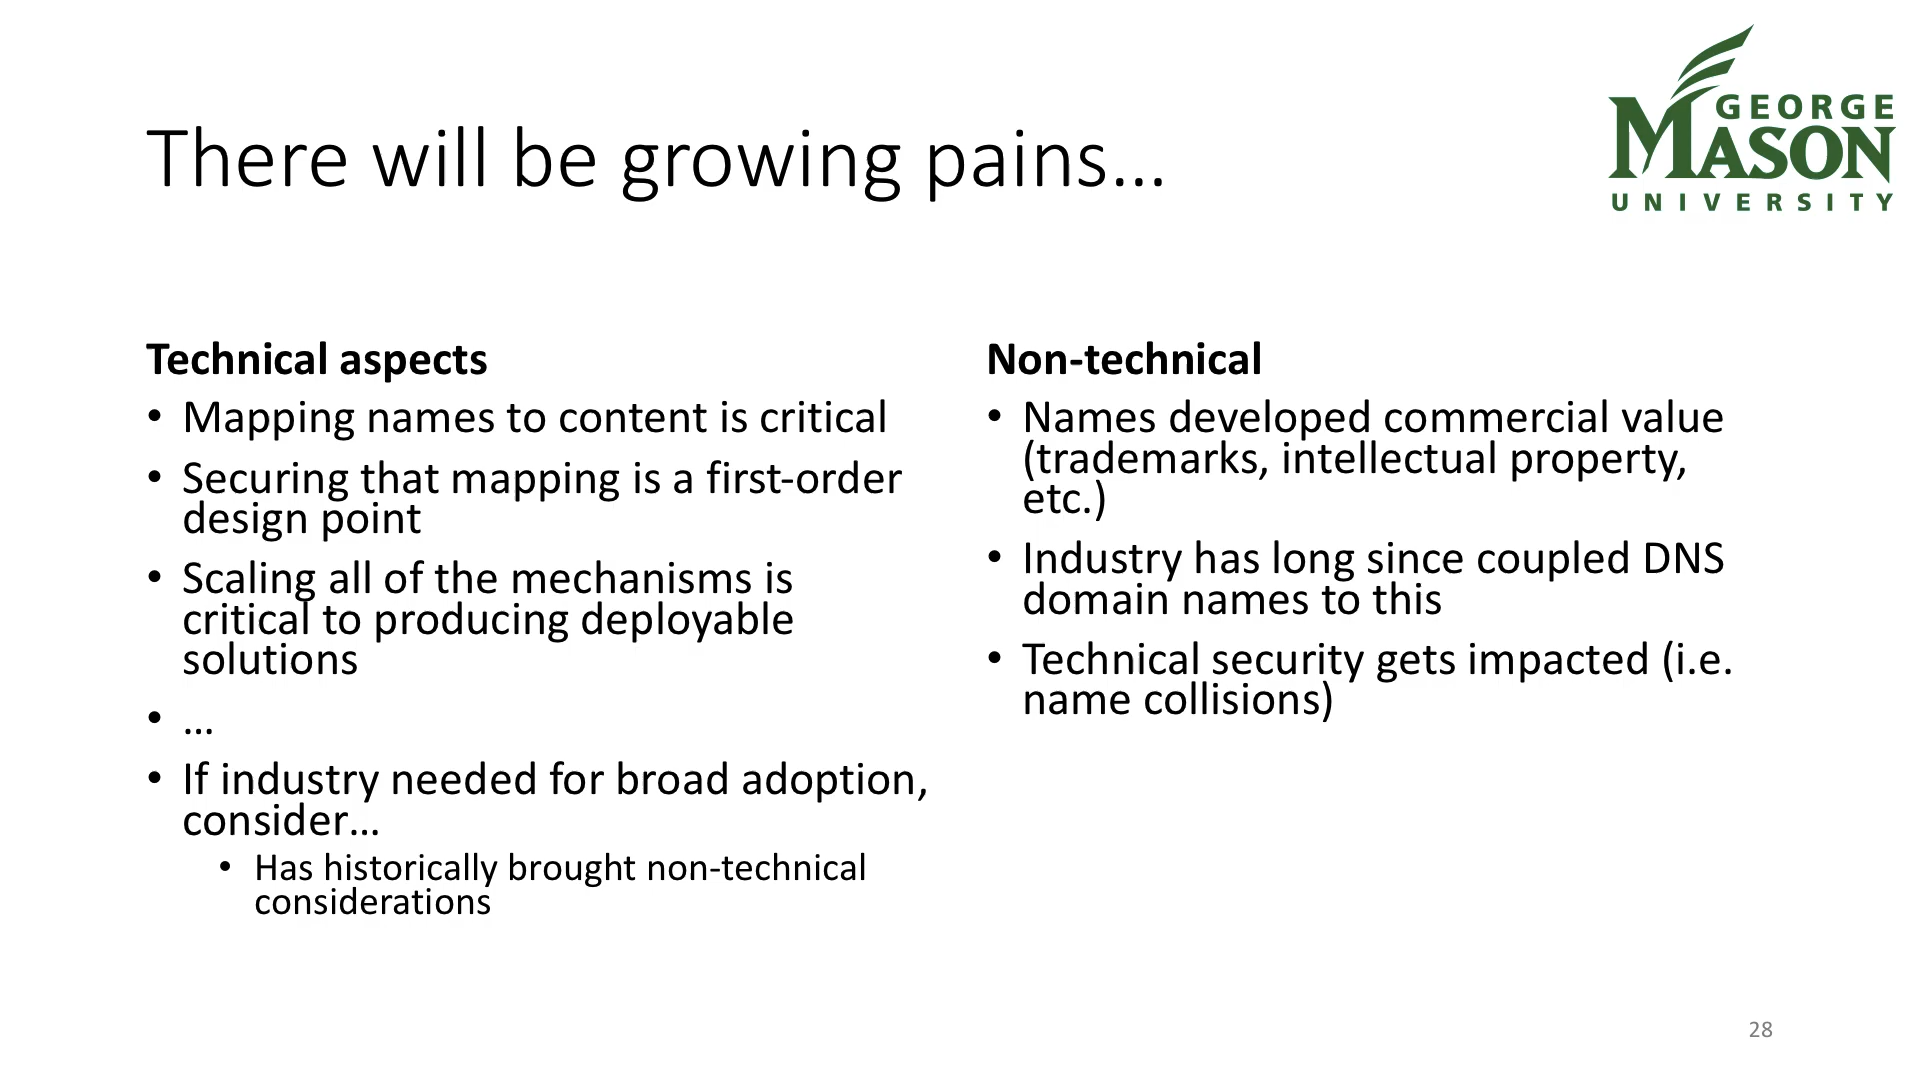 There will be growing pains…
GEORGE
MASON
UNIVERSITY
Technical aspects
• Mapping names to content is critical
• Securing that mapping is a first-order
design point
• Scaling all of the mechanisms is
critical to producing deployable
solutions
• …
• If industry needed for broad adoption,
consider…
• Has historically brought non-technical
considerations
Non-technical
• Names developed commercial value
(trademarks, intellectual property,
etc.)
• Industry has long since coupled DNS
domain names to this
• Technical security gets impacted (i.e.
name collisions)
28